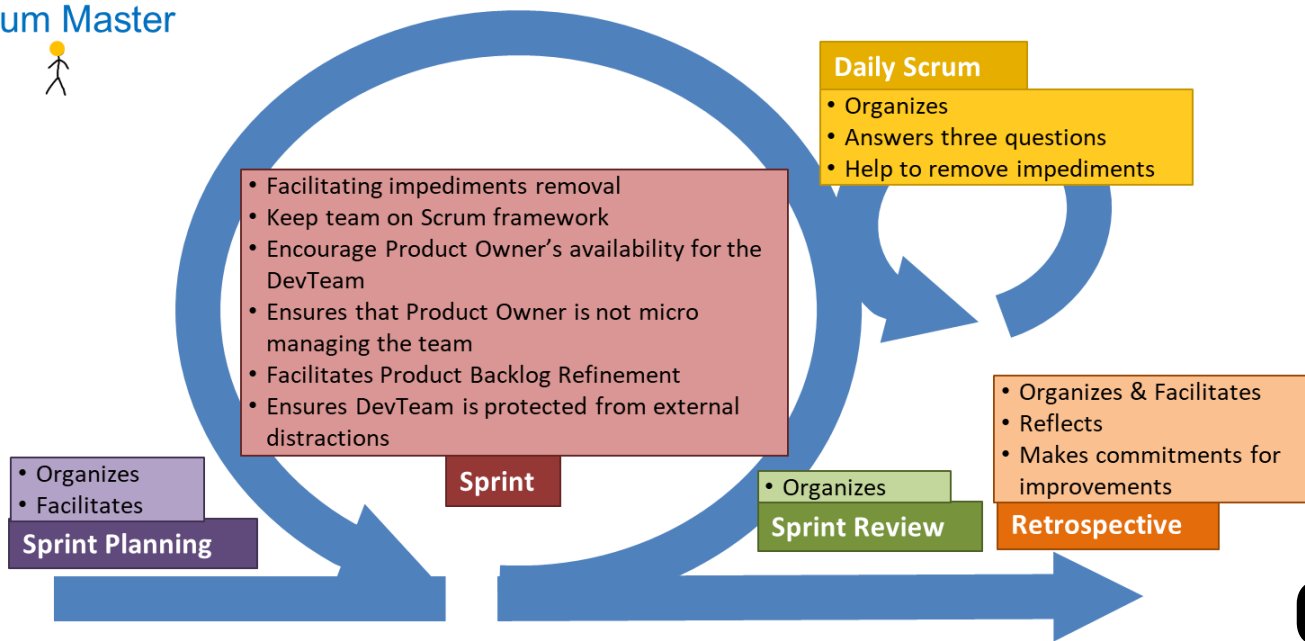 um Master
Daily Scrum
• Organizes
• Answers three questions
• Help to remove impediments
• Facilitating impediments removal
• Keep team on Scrum framework
• Encourage Product Owner’s availability for the
DevTeam
• Ensures that Product Owner is not micro
managing the team
• Facilitates Product Backlog Refinement
• Ensures DevTeam is protected from external
distractions
Sprint
• Organizes
• Facilitates
Sprint Planning
• Organizes
Sprint Review
• Organizes & Facilitates
• Reflects
• Makes commitments for
improvements
Retrospective